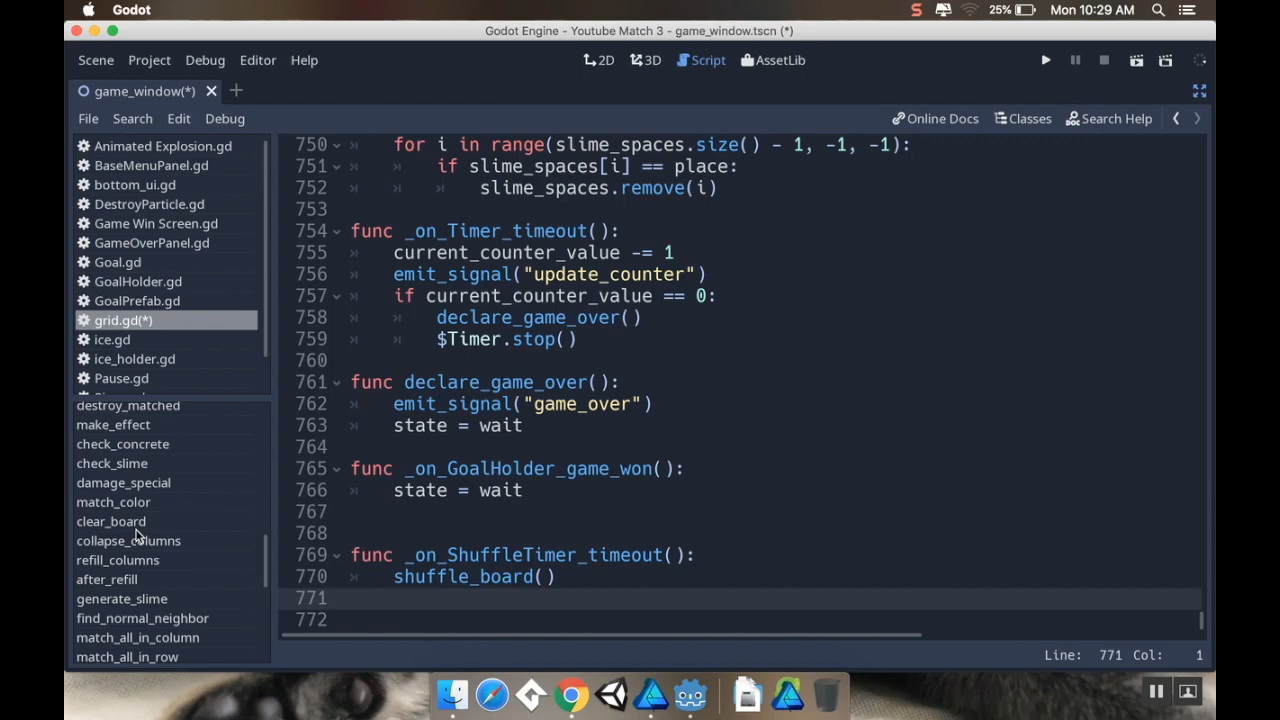 Godot
S
25%
Mon 10:29 AM
Godot Engine - Youtube Match 3 - game_window.tscn (*)
Scene Project Debug Editor Help
2D 3D Script AssetLib
game_window(*)
File Search Edit Debug
Online Docs Classes Search Help
Animated Explosion.gd
BaseMenuPanel.gd
bottom_ui.gd
DestroyParticle.gd
Game Win Screen.gd
GameOverPanel.gd
Goal.gd
GoalHolder.gd
GoalPrefab.gd
grid.gd(*)
ice.gd
ice_holder.gd
Pause.gd
destroy_matched
make_effect
check_concrete
check_slime
damage_special
match_color
clear_board
collapse_columns
refill_columns
after_refill
generate_slime
find_normal_neighbor
match_all_in_column
match_all_in_row
750 for i in range(slime_spaces.size() - 1, -1, -1):
751 if slime_spaces[i] == place:
752 slime_spaces.remove(i)
753
754 func _on_Timer_timeout():
755 current_counter_value -= 1
756 emit_signal("update_counter")
757 if current_counter_value == 0:
758 declare_game_over()
759 $Timer.stop()
760
761 func declare_game_over():
762 emit_signal("game_over")
763 state = wait
764
765 func _on_GoalHolder_game_won():
766 state = wait
767
768
769 func _on_ShuffleTimer_timeout():
770 shuffle_board()
771
772
Line: 771 Col: 1